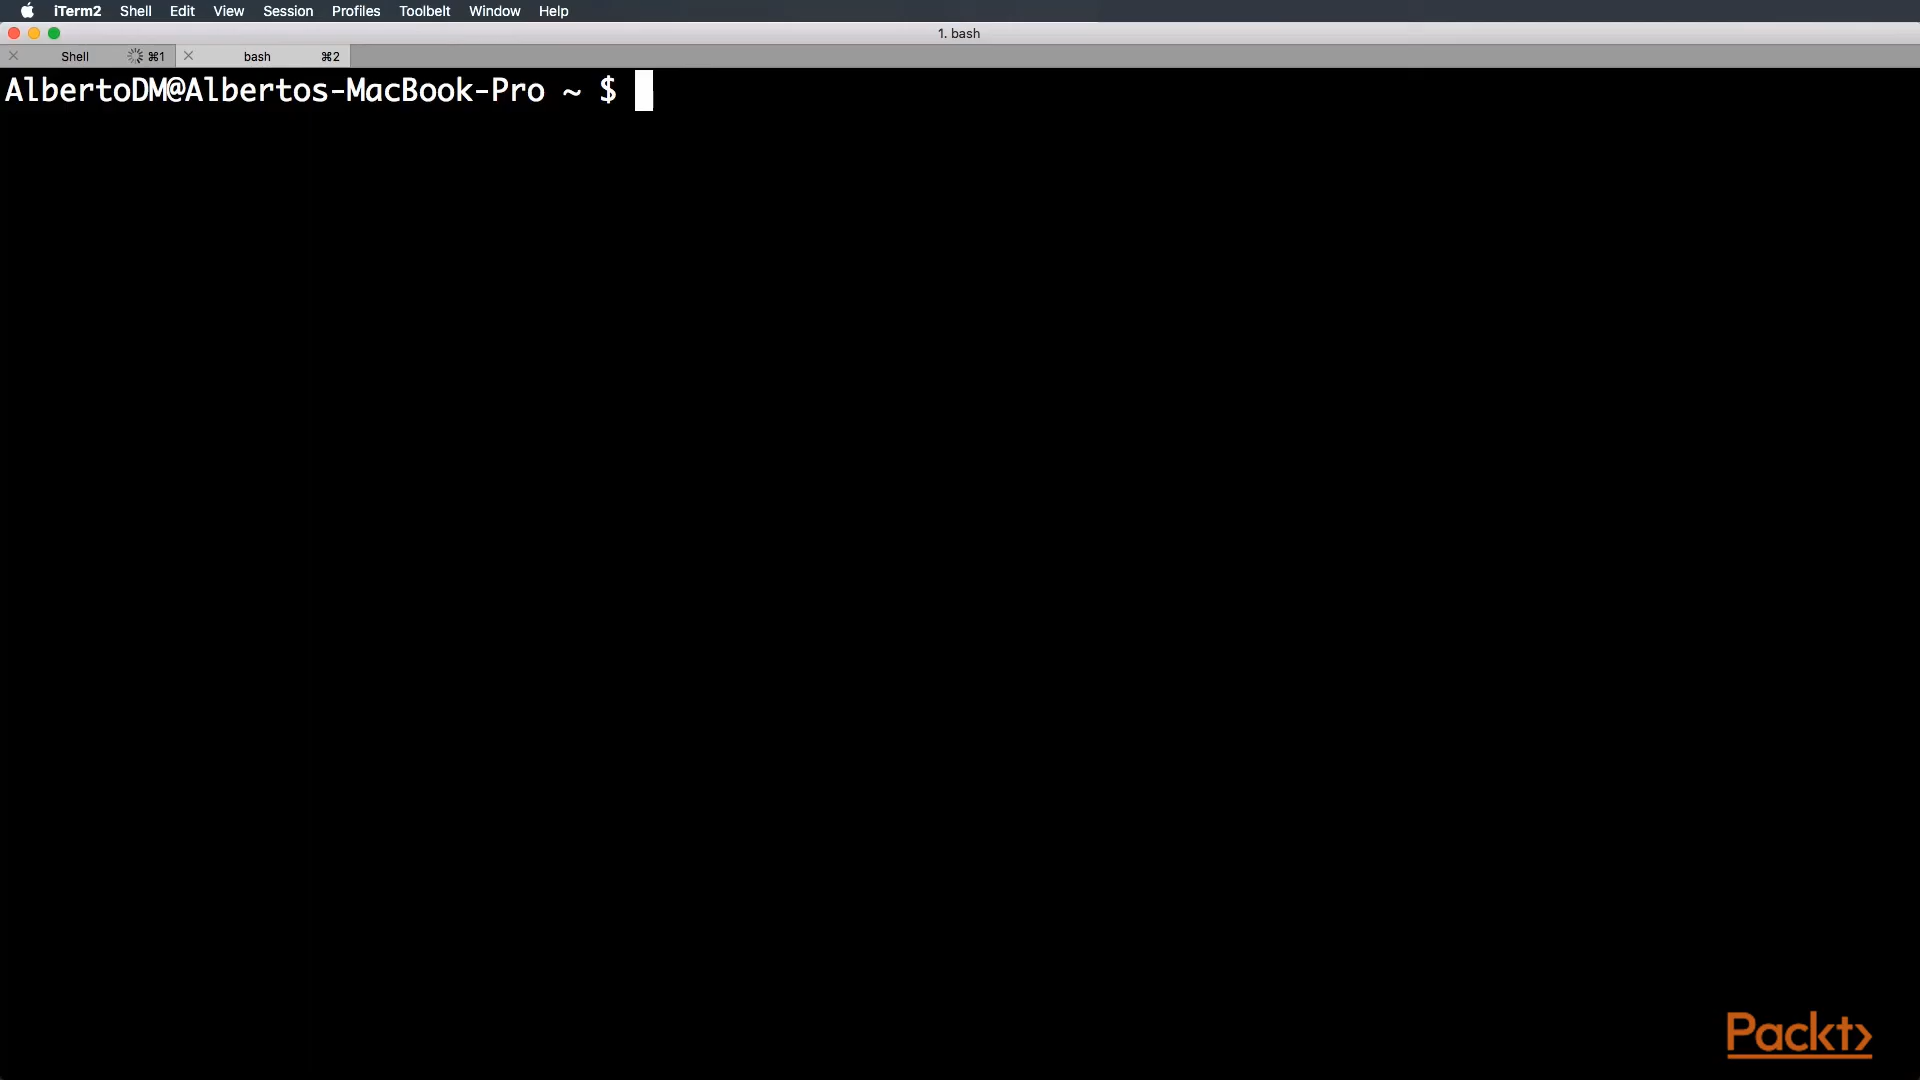 iTerm2 Shell Edit View Session Profiles Toolbelt Window Help
1. bash
Shell ⌘1 bash ⌘2
AlbertoDM@Albertos-MacBook-Pro ~ $
Packt>